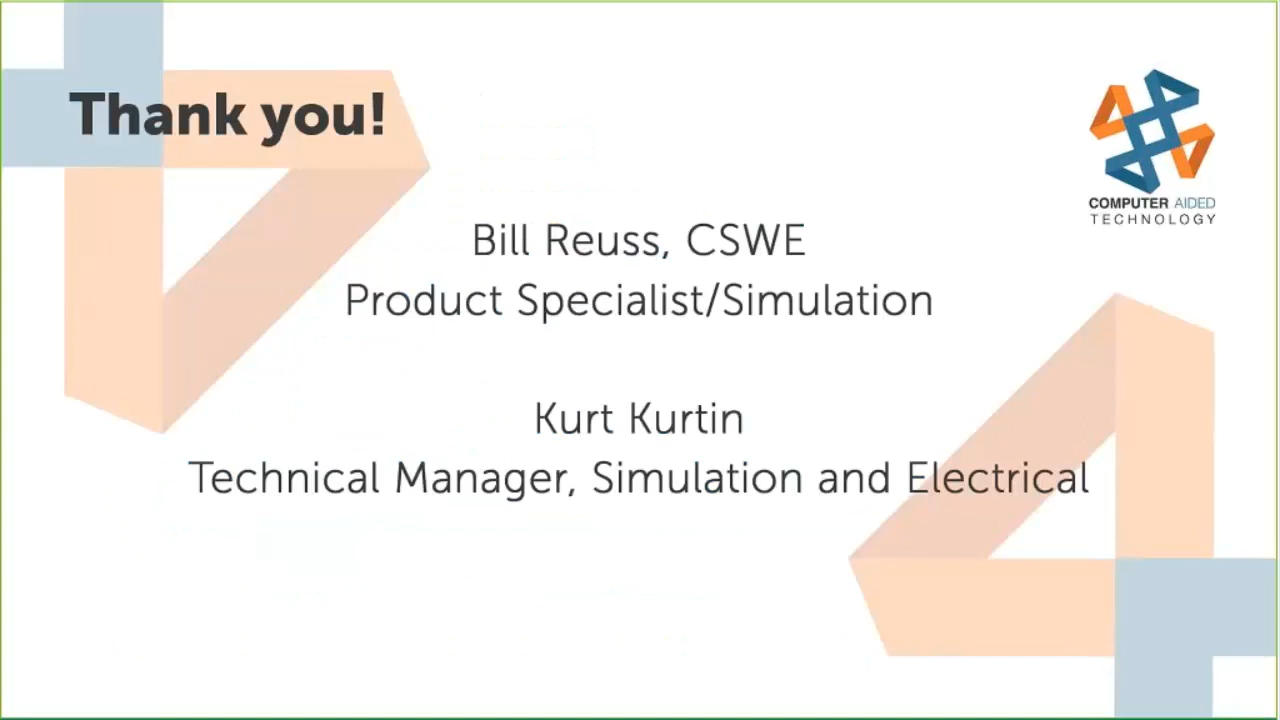 Thank you!
COMPUTER AIDED
TECHNOLOGY
Bill Reuss, CSWE
Product Specialist/Simulation
Kurt Kurtin
Technical Manager, Simulation and Electrical